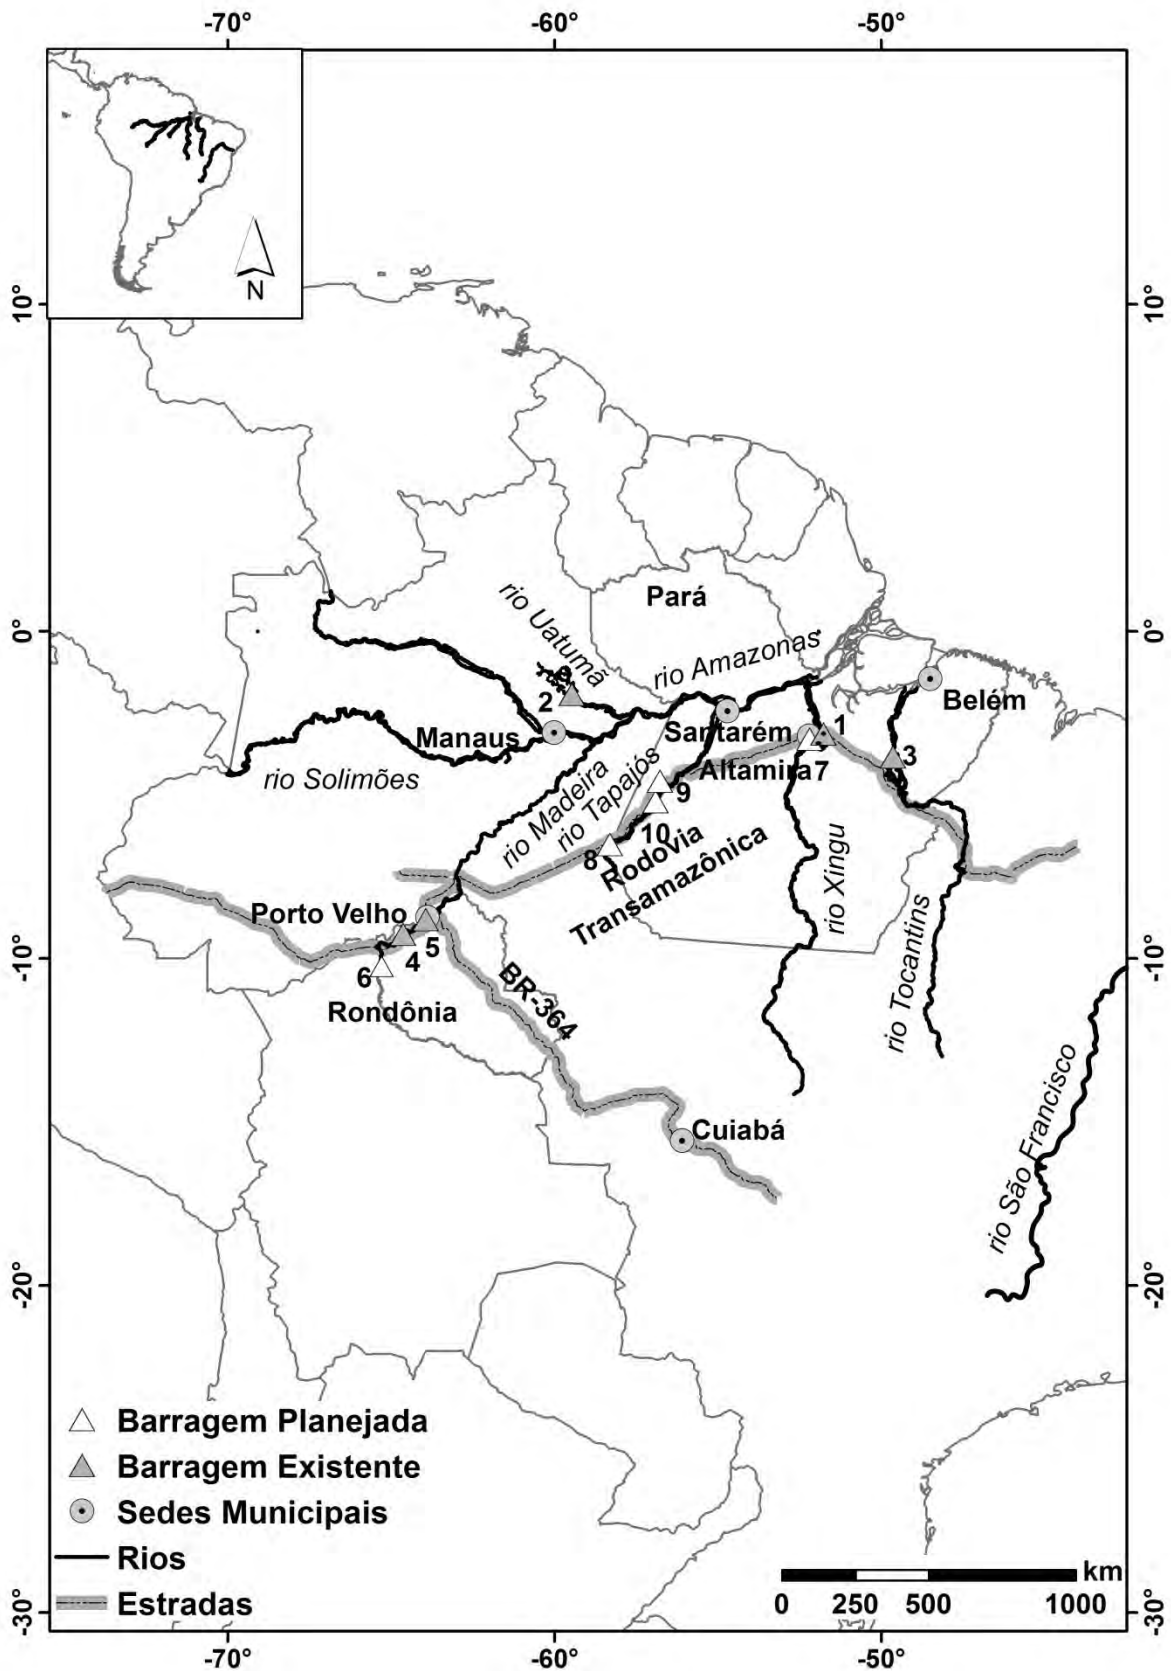 -70° -60° -50°
N
10° 10°
Pará
rio Uatumã
0° 0°
rio Amazonas
2
Belém
Manaus
Santarém
1
3
rio Solimões
Altamira
7
9
rio Madeira
rio Tapajós
10
8
Rodovia
Transamazônica
rio Xingu
Porto Velho
5
4
6
rio Tocantins
-10° -10°
Rondônia
BR-364
Cuiabá
rio São Francisco
-20° -20°
Barragem Planejada
Barragem Existente
Sedes Municipais
Rios
Estradas
km
0 250 500 1000
-30° -30°
-70° -60° -50°